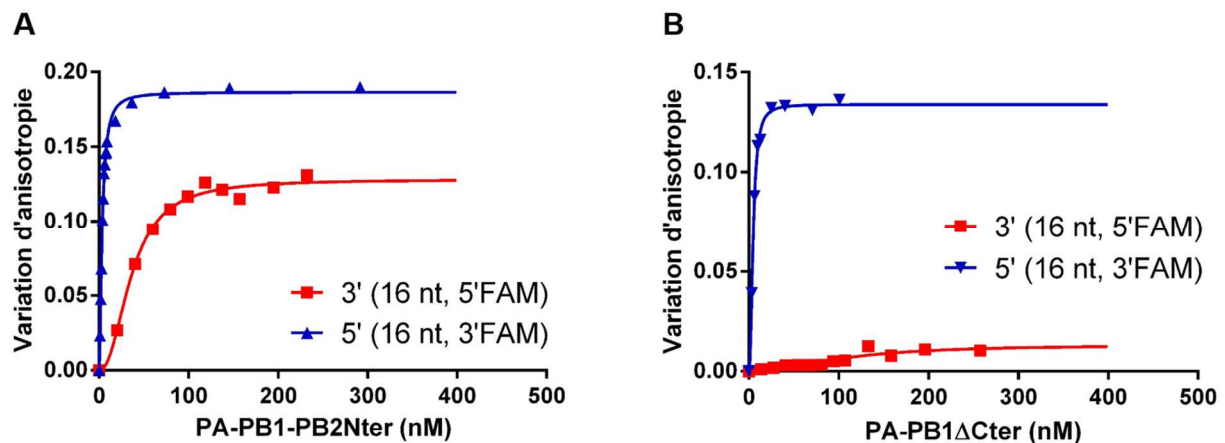 A
Variation d'anisotropie
0.20
0.15
0.10
0.05
0.00
0
100
200
300
400
500
3' (16 nt, 5'FAM)
5' (16 nt, 3'FAM)
PA-PB1-PB2Nter (nM)
B
Variation d'anisotropie
0.15
0.10
0.05
0.00
0
100
200
300
400
500
3' (16 nt, 5'FAM)
5' (16 nt, 3'FAM)
PA-PB1ΔCter (nM)